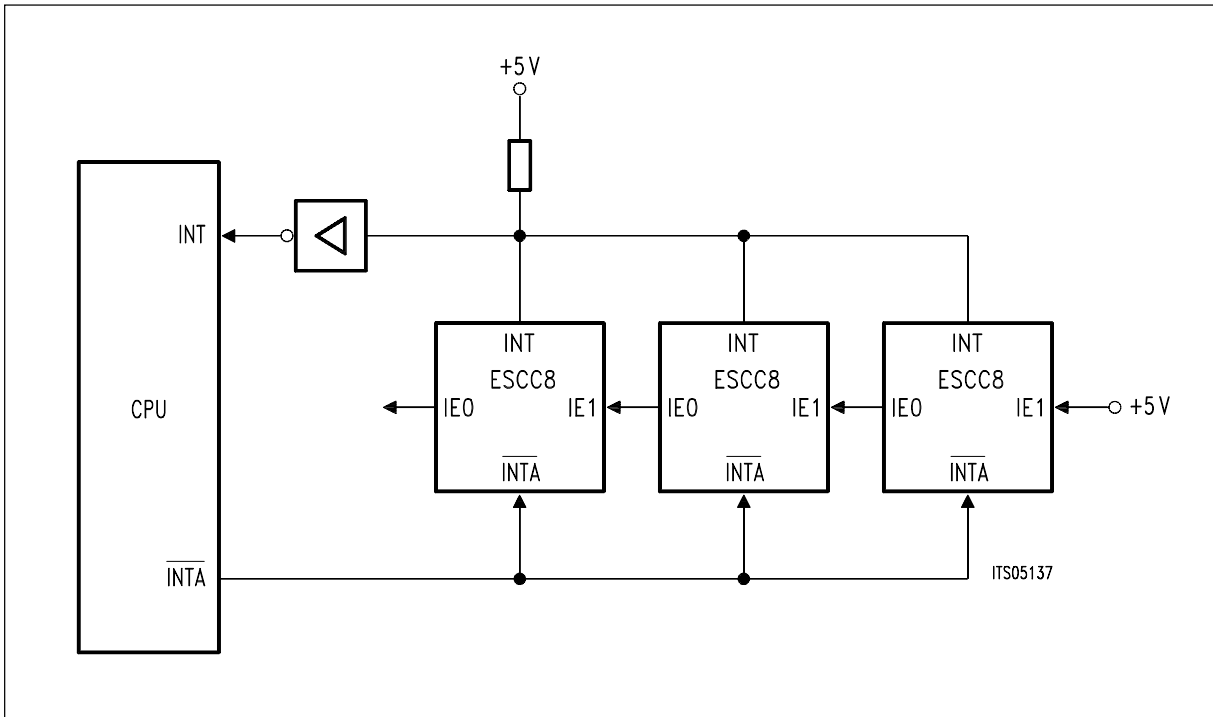 +5V
INT
INT INT INT
ESCC8 ESCC8 ESCC8
CPU
IE0 IE1 IE0 IE1 IE0 IE1 +5V
INTA INTA INTA
INTA
ITS05137